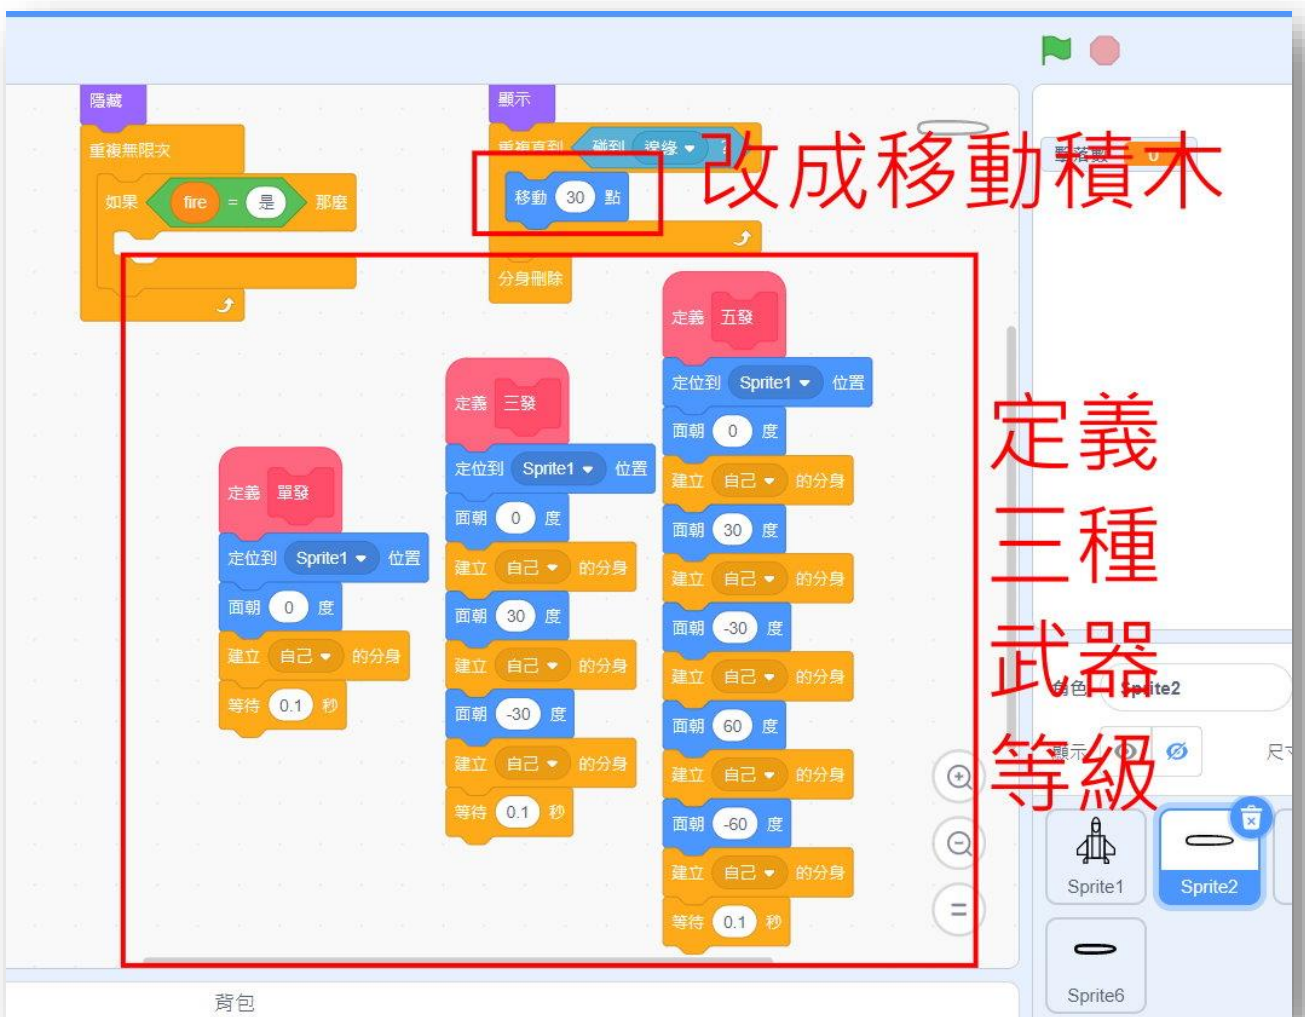 隱藏
重複無限次
如果 fire = 是 那麼
顯示
重複直到 碰到 邊緣 ?
移動 30 點
分身刪除
改成移動積木
擊落數 0
定義 單發
定位到 Sprite1 位置
面朝 0 度
建立 自己 的分身
等待 0.1 秒
定義 三發
定位到 Sprite1 位置
面朝 0 度
建立 自己 的分身
面朝 30 度
建立 自己 的分身
面朝 -30 度
建立 自己 的分身
等待 0.1 秒
定義 五發
定位到 Sprite1 位置
面朝 0 度
建立 自己 的分身
面朝 30 度
建立 自己 的分身
面朝 -30 度
建立 自己 的分身
面朝 60 度
建立 自己 的分身
面朝 -60 度
建立 自己 的分身
等待 0.1 秒
定義
三種
武器
等級
角色 Sprite2
顯示
Sprite1
Sprite2
Sprite6
背包